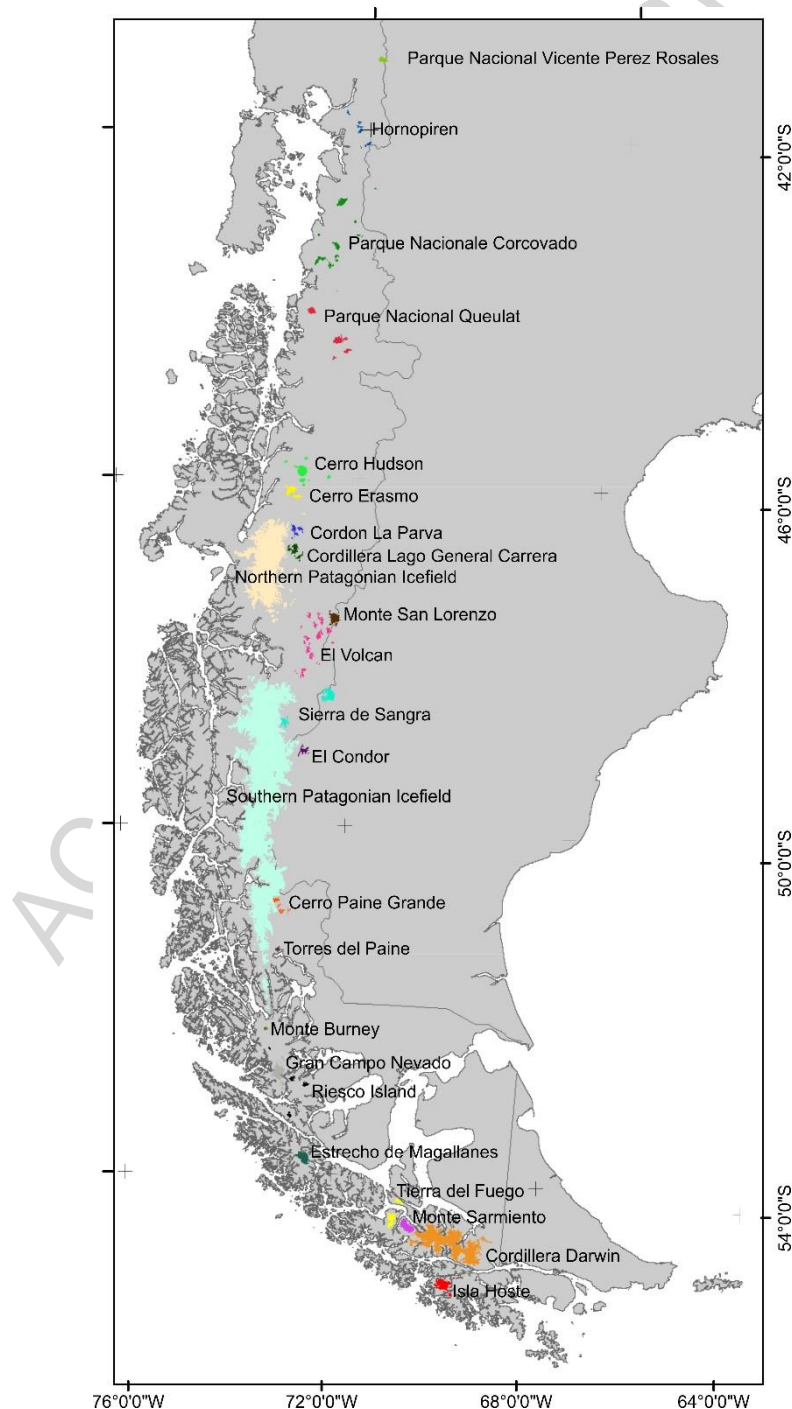 Parque Nacional Vicente Perez Rosales
Hornopiren
42°0'0"S
Parque Nacionale Corcovado
Parque Nacional Queulat
Cerro Hudson
Cerro Erasmo
46°0'0"S
Cordon La Parva
Cordillera Lago General Carrera
Northern Patagonian Icefield
Monte San Lorenzo
El Volcan
Sierra de Sangra
El Condor
Southern Patagonian Icefield
50°0'0"S
Cerro Paine Grande
Torres del Paine
Monte Burney
Gran Campo Nevado
Riesco Island
Estrecho de Magallanes
Tierra del Fuego
Monte Sarmiento
54°0'0"S
Cordillera Darwin
Isla Hoste
76°0'0"W 72°0'0"W 68°0'0"W 64°0'0"W